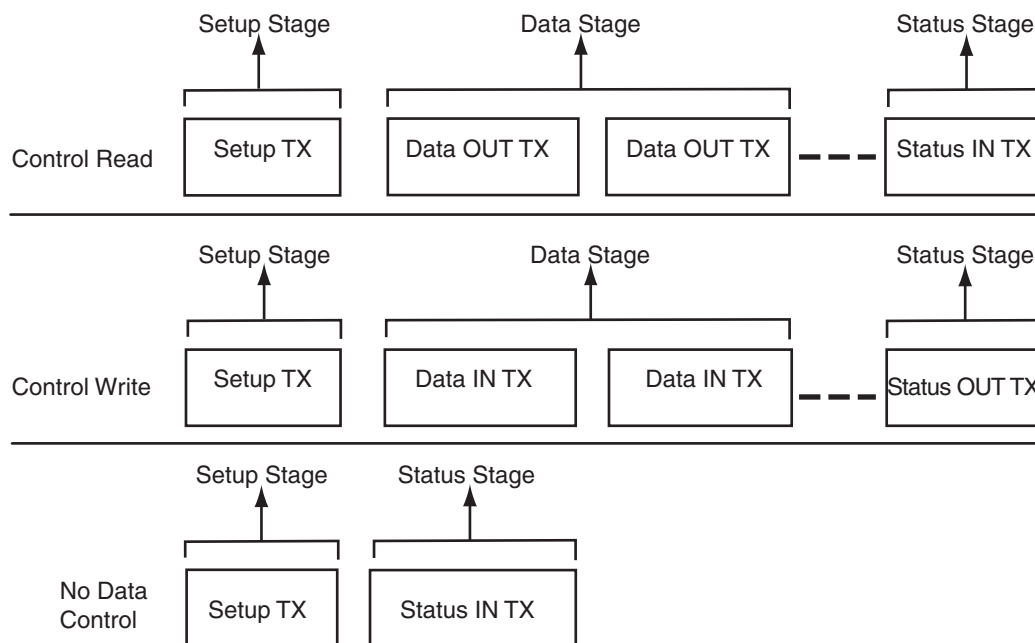 Setup Stage Data Stage Status Stage
Control Read Setup TX Data OUT TX Data OUT TX Status IN TX
Setup Stage Data Stage Status Stage
Control Write Setup TX Data IN TX Data IN TX Status OUT TX
Setup Stage Status Stage
No Data
Control Setup TX Status IN TX